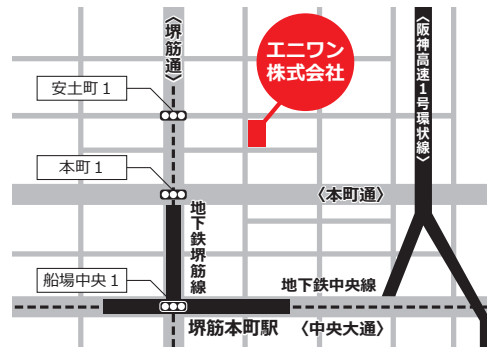 〈堺筋通〉
エニワン
株式会社
〈阪神高速1号環状線〉
安土町 1
本町 1
〈本町通〉
地下鉄堺筋線
船場中央 1
地下鉄中央線
堺筋本町駅
〈中央大通〉